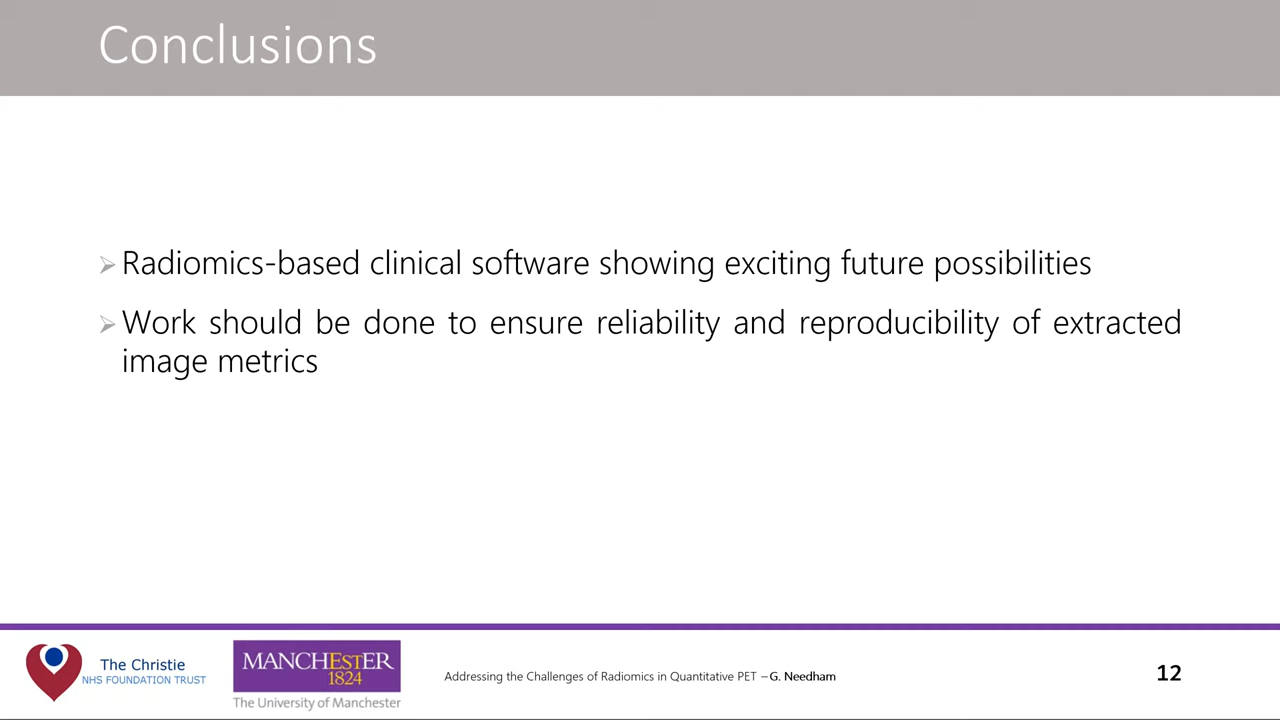 Conclusions
➢Radiomics-based clinical software showing exciting future possibilities
➢Work should be done to ensure reliability and reproducibility of extracted
image metrics
The Christie
NHS FOUNDATION TRUST
MANCHESTER
1824
The University of Manchester
Addressing the Challenges of Radiomics in Quantitative PET –G. Needham
12